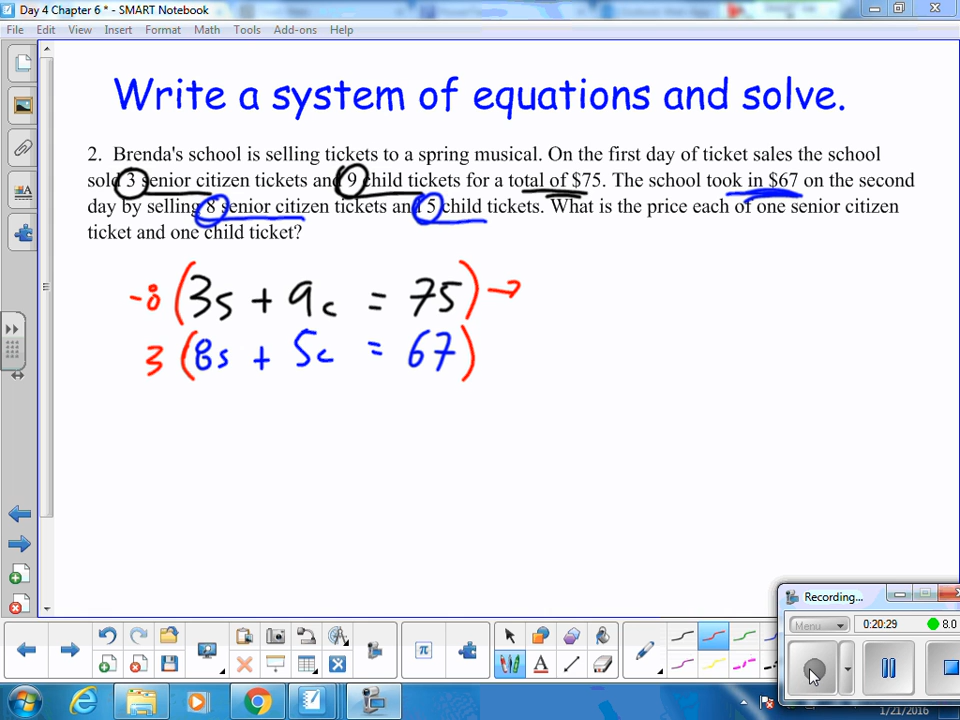 Day 4 Chapter 6 * - SMART Notebook
File Edit View Insert Format Math Tools Add-ons Help
Write a system of equations and solve.
2. Brenda's school is selling tickets to a spring musical. On the first day of ticket sales the school
sold 3 senior citizen tickets and 9 child tickets for a total of $75. The school took in $67 on the second
day by selling 8 senior citizen tickets and 5 child tickets. What is the price each of one senior citizen
ticket and one child ticket?
-8 (3s + 9c = 75) →
3 (8s + 5c = 67)
Recording...
Menu 0:20:29 8.0
π
A
1/21/2016